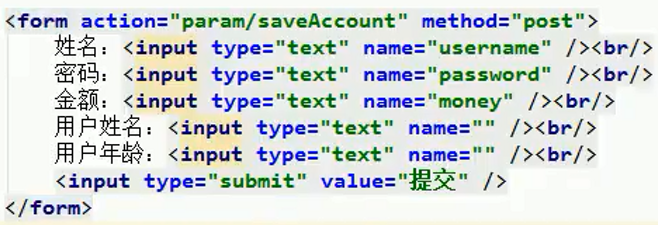 <form action="param/saveAccount" method="post">
姓名：<input type="text" name="username" /><br/>
密码：<input type="text" name="password" /><br/>
金额：<input type="text" name="money" /><br/>
用户姓名：<input type="text" name="" /><br/>
用户年龄：<input type="text" name="" /><br/>
<input type="submit" value="提交" />
</form>